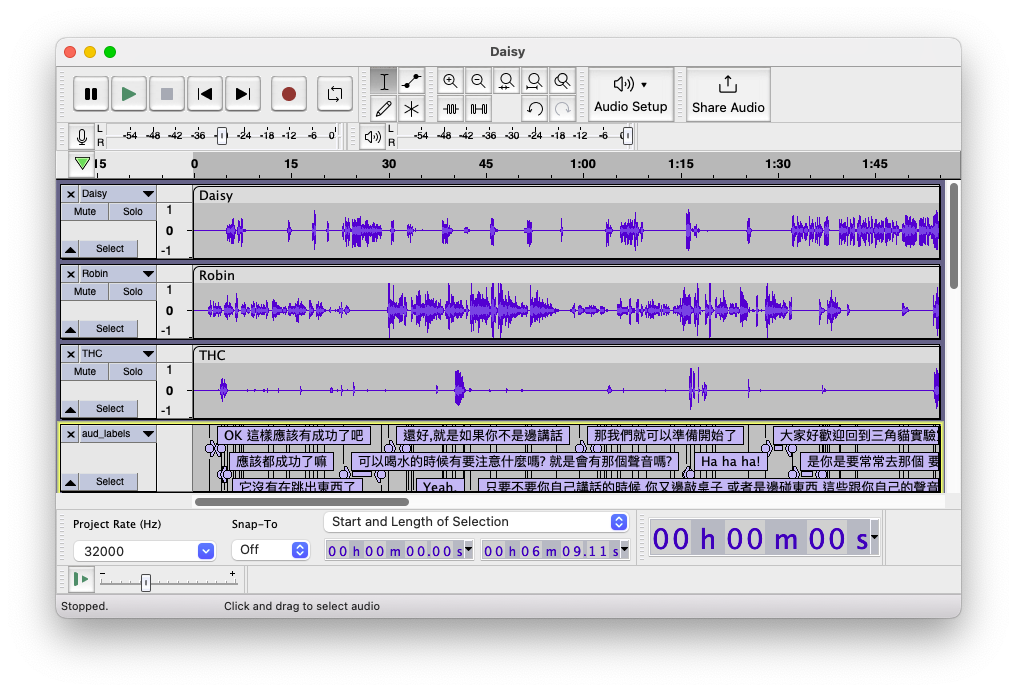 Daisy
Audio Setup
Share Audio
L
R
-54 -48 -42 -36 -30 -24 -18 -12 -6 0
L
R
-54 -48 -42 -36 -30 -24 -18 -12 -6 0
15 0 15 30 45 1:00 1:15 1:30 1:45
Daisy
Mute Solo
Select
1
0
-1
Daisy
Robin
Mute Solo
Select
1
0
-1
Robin
THC
Mute Solo
Select
1
0
-1
THC
aud_labels
Select
OK 這樣應該有成功了吧 還好,就是如果你不是邊講話 那我們就可以準備開始了 大家好歡迎回到三角貓實驗
應該都成功了嘛 可以喝水的時候有要注意什麼嗎? 就是會有那個聲音嗎? Ha ha ha! 是你是要常常去那個 要
它沒有在跳出東西了 Yeah. 只要不要你自己講話的時候 你又邊敲桌子 或者是邊碰東西 這些跟你自己的聲音
Project Rate (Hz)
32000
Snap-To
Off
Start and Length of Selection
00 h 00 m 00.00 s
00 h 06 m 09.11 s
00 h 00 m 00 s
- +
Stopped.
Click and drag to select audio